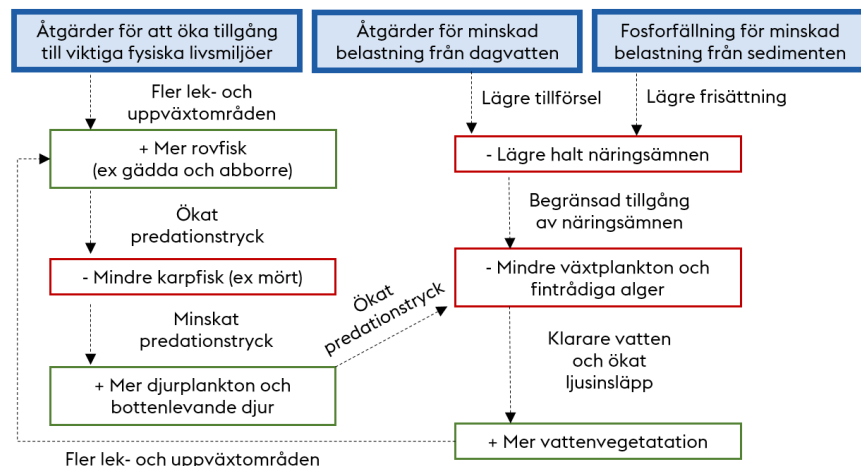 Åtgärder för att öka tillgång
till viktiga fysiska livsmiljöer
Åtgärder för minskad
belastning från dagvatten
Fosforfällning för minskad
belastning från sedimenten
Fler lek- och
uppväxtområden
Lägre tillförsel
Lägre frisättning
+ Mer rovfisk
(ex gädda och abborre)
- Lägre halt näringsämnen
Ökat
predationstryck
Begränsad tillgång
av näringsämnen
- Mindre karpfisk (ex mört)
- Mindre växtplankton och
fintrådiga alger
Minskat
predationstryck
Ökat
predationstryck
Klarare vatten
och ökat
ljusinsläpp
+ Mer djurplankton och
bottenlevande djur
+ Mer vattenvegetatation
Fler lek- och uppväxtområden